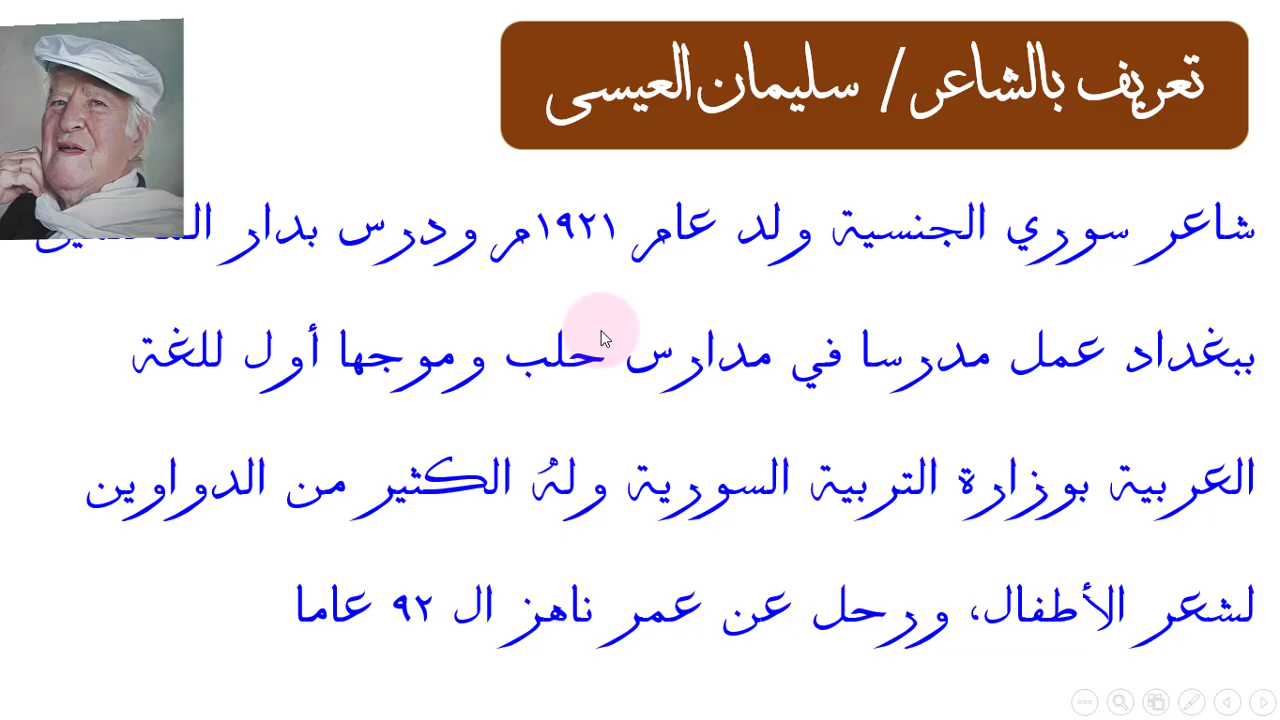 تعريف بالشاعر / سليمان العيسى
شاعر سوري الجنسية ولد عام ١٩٢١م ودرس بدار
ببغداد عمل مدرسا في مدارس حلب وموجها أول للغة
العربية بوزارة التربية السورية ولهُ الكثير من الدواوين
لشعر الأطفال، ورحل عن عمر ناهز ال ٩٢ عاما